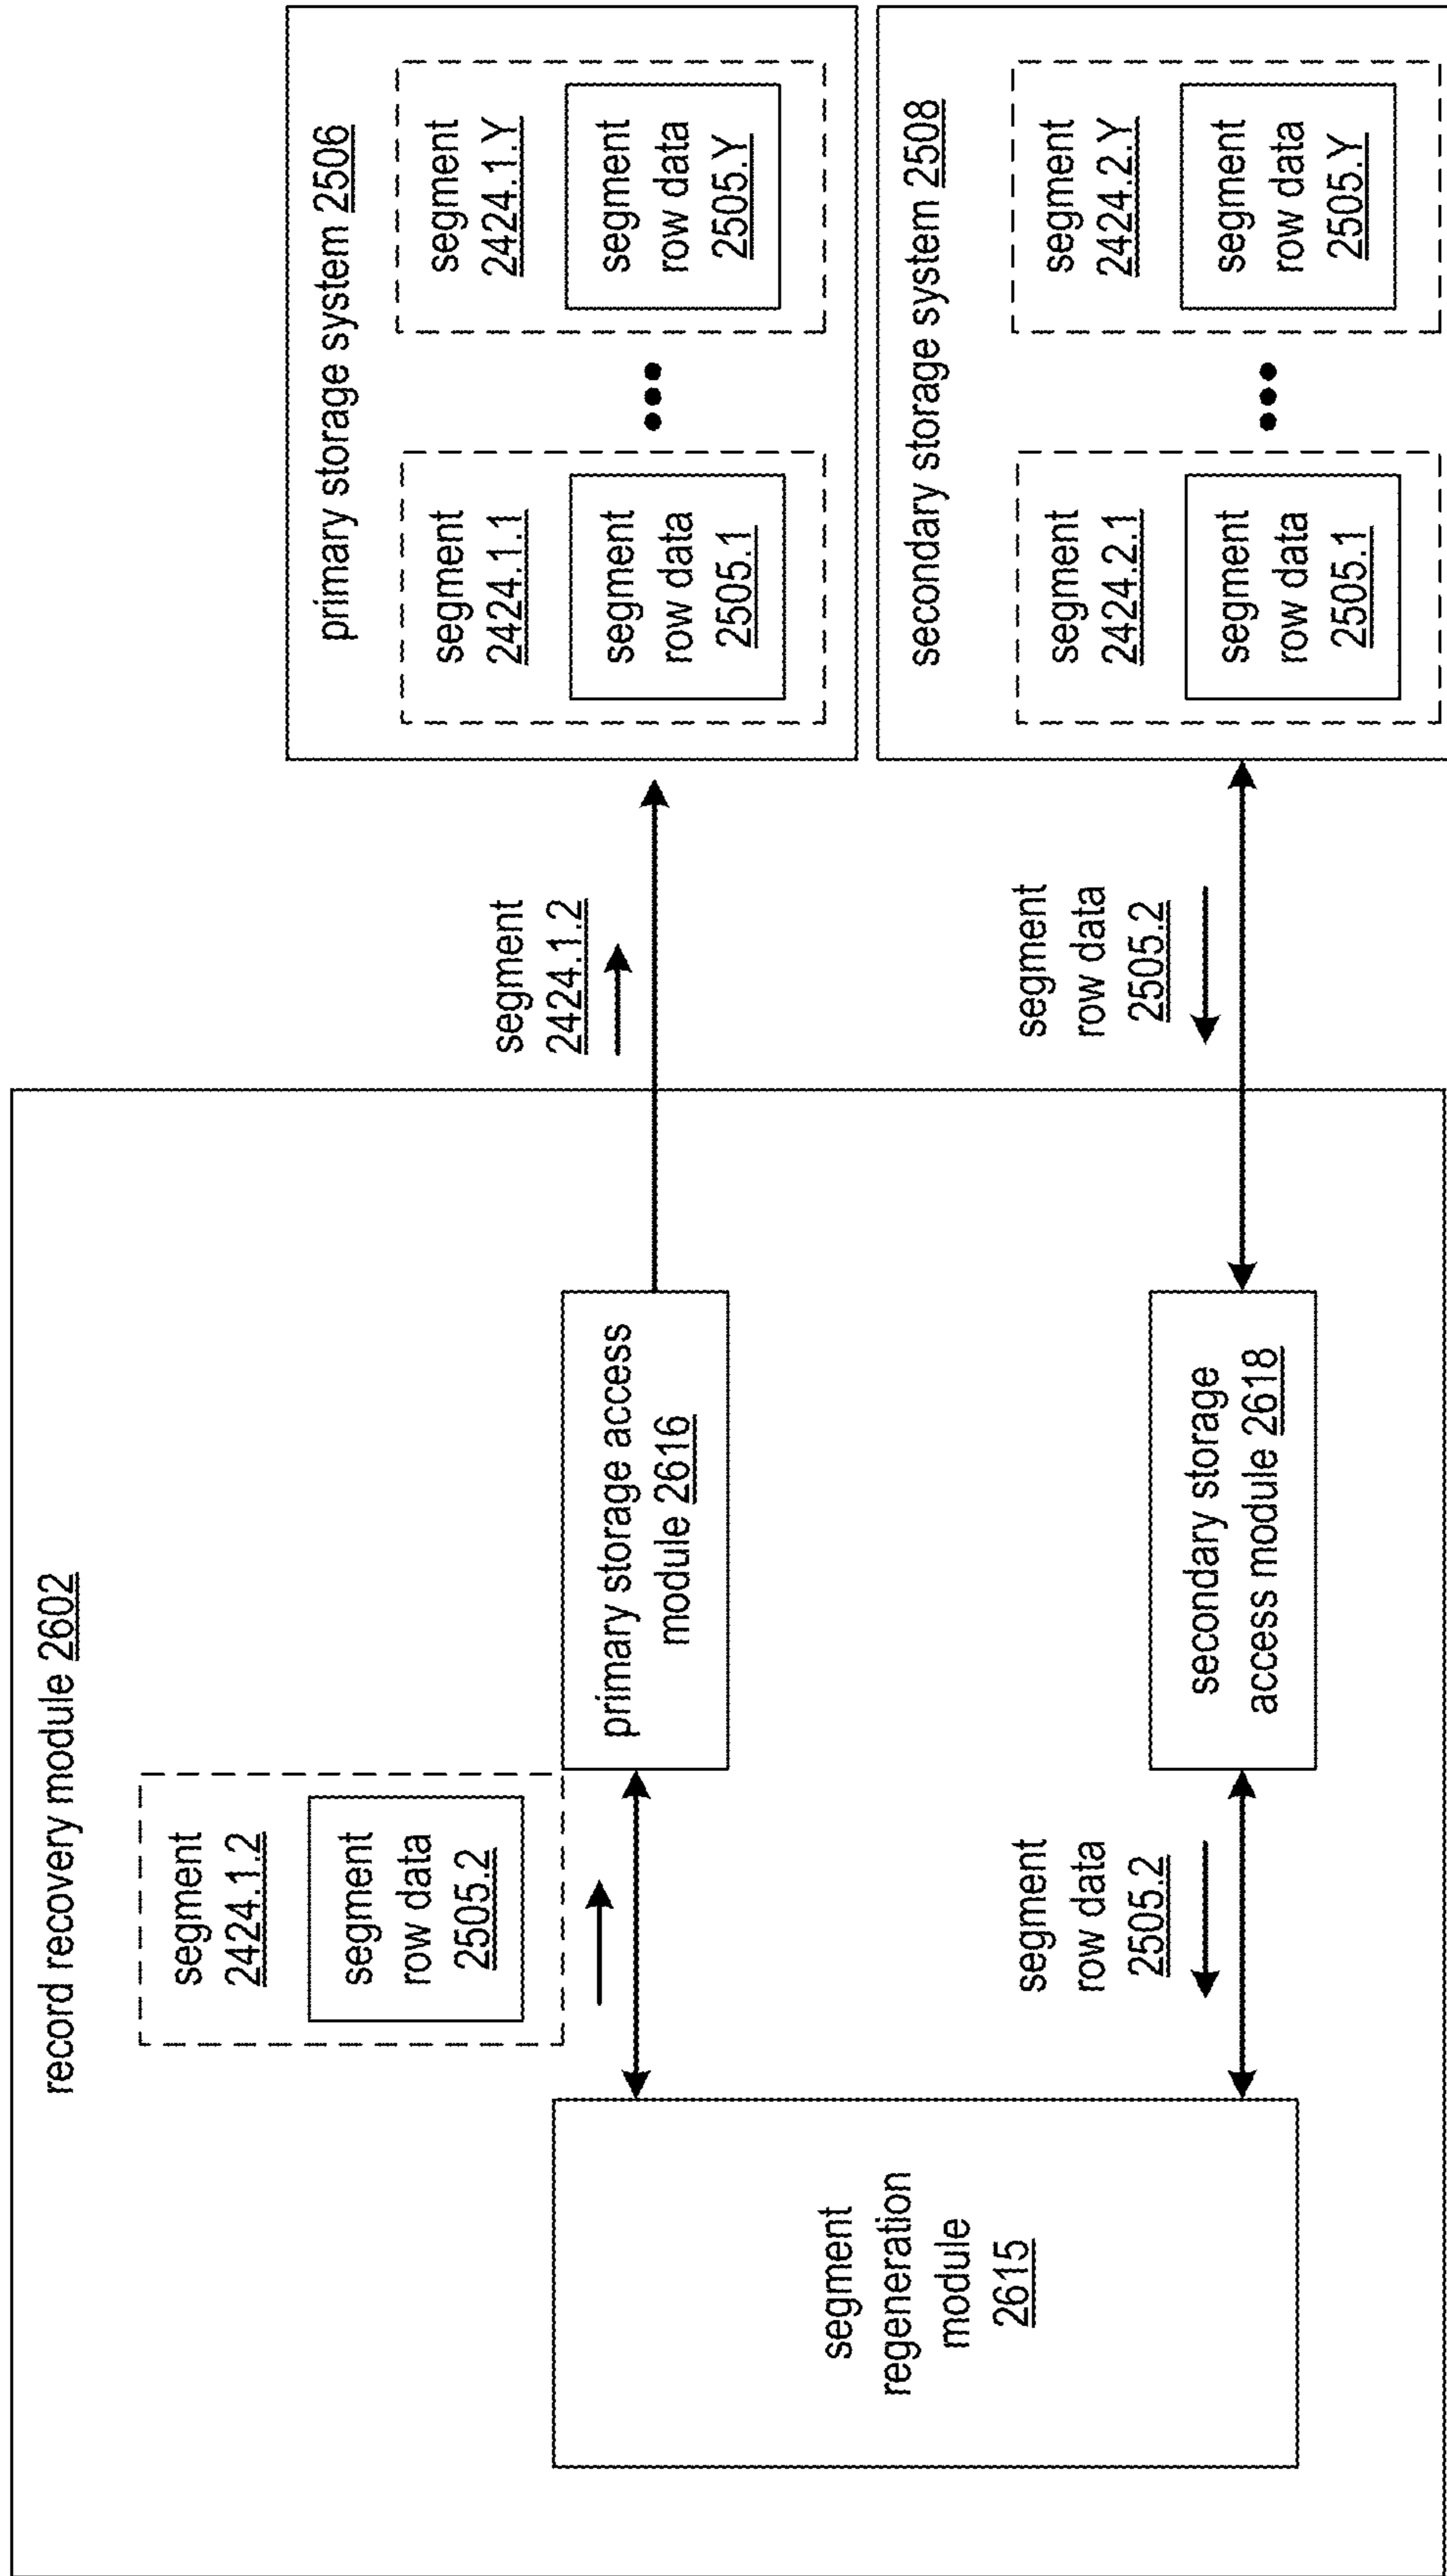 record recovery module 2602
segment
2424.1.2
segment
row data
2505.2
segment
regeneration
module
2615
primary storage access
module 2616
segment
row data
2505.2
secondary storage
access module 2618
segment
2424.1.2
segment
row data
2505.2
primary storage system 2506
segment
2424.1.1
segment
row data
2505.1
segment
2424.1.Y
segment
row data
2505.Y
secondary storage system 2508
segment
2424.2.1
segment
row data
2505.1
segment
2424.2.Y
segment
row data
2505.Y